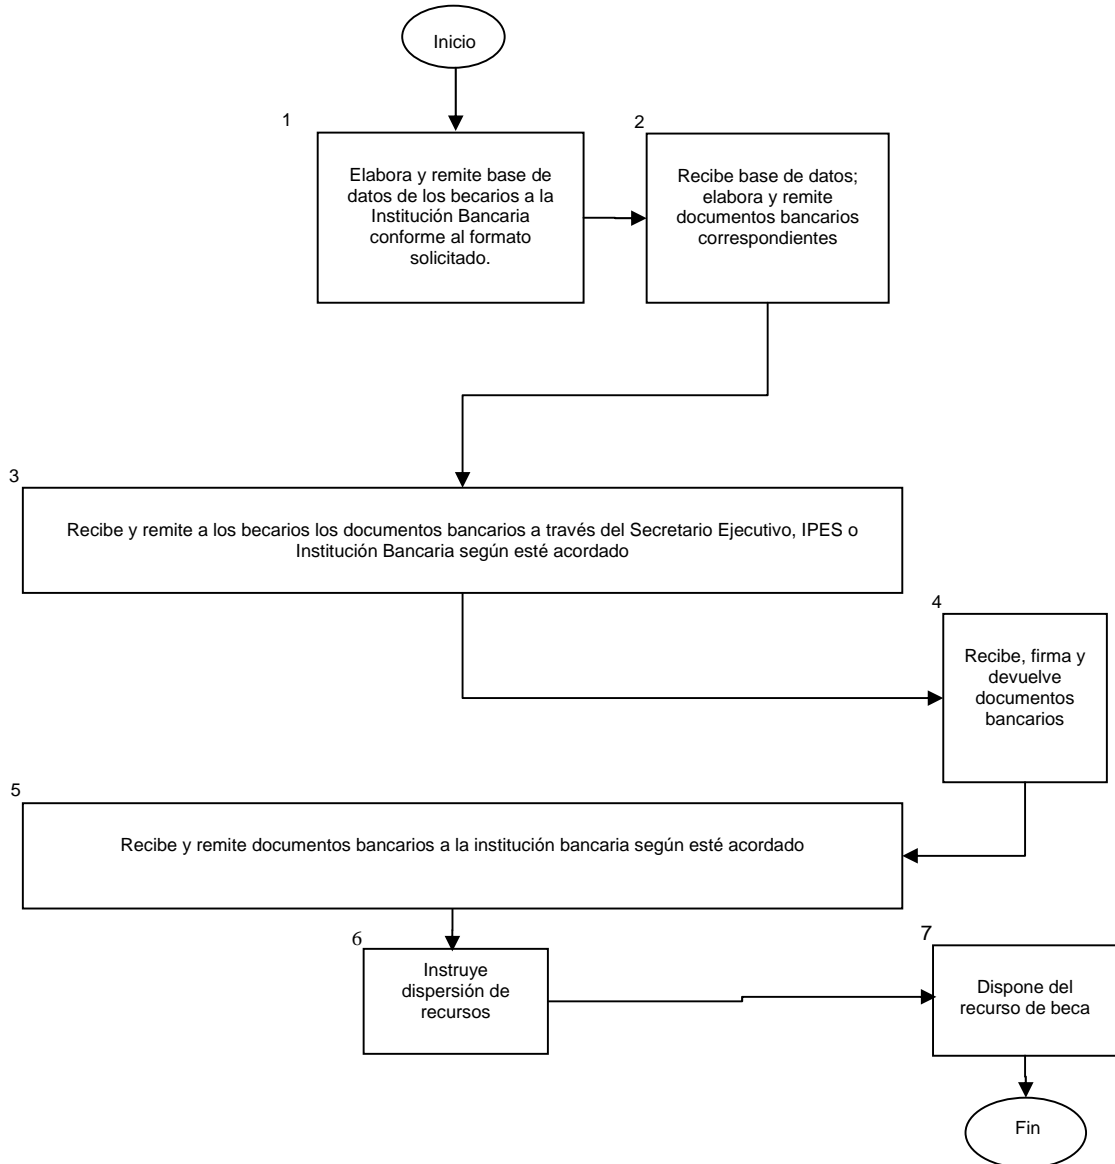 Inicio
1
Elabora y remite base de
datos de los becarios a la
Institución Bancaria
conforme al formato
solicitado.
2
Recibe base de datos;
elabora y remite
documentos bancarios
correspondientes
3
Recibe y remite a los becarios los documentos bancarios a través del Secretario Ejecutivo, IPES o
Institución Bancaria según esté acordado
4
Recibe, firma y
devuelve
documentos
bancarios
5
Recibe y remite documentos bancarios a la institución bancaria según esté acordado
6
Instruye
dispersión de
recursos
7
Dispone del
recurso de beca
Fin